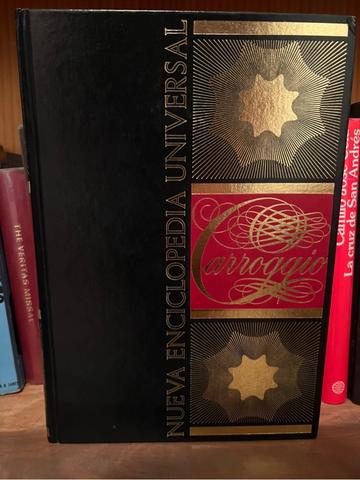 NUEVA ENCICLOPEDIA UNIVERSAL
Carroggio
THE VERITAS MISSAL
La cruz de San Andrés